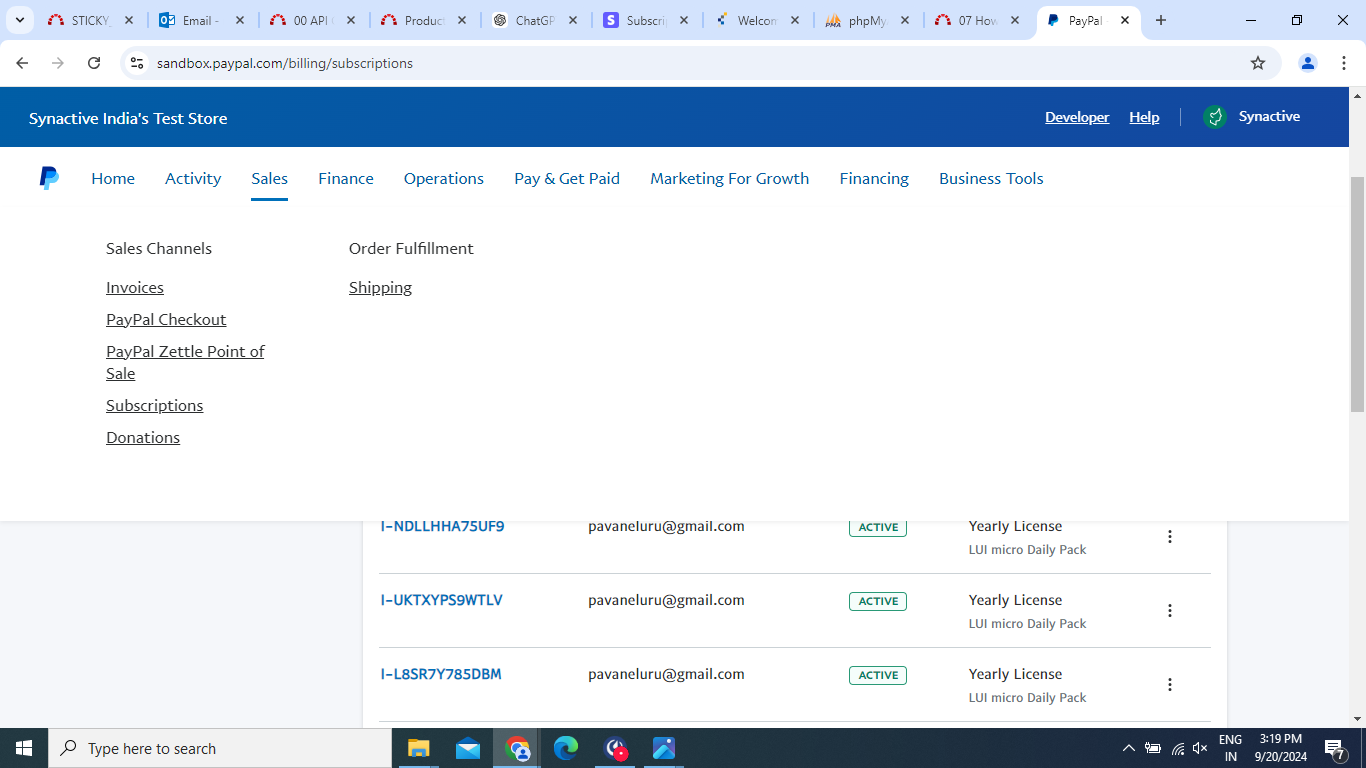 STICKY_
Email -
00 API
Produc
ChatGP
Subscri
Welcom
phpMy
07 How
PayPal
sandbox.paypal.com/billing/subscriptions
Synactive India's Test Store
Developer
Help
Synactive
Home
Activity
Sales
Finance
Operations
Pay & Get Paid
Marketing For Growth
Financing
Business Tools
Sales Channels
Order Fulfillment
Invoices
Shipping
PayPal Checkout
PayPal Zettle Point of
Sale
Subscriptions
Donations
I-NDLLHHA75UF9
pavaneluru@gmail.com
ACTIVE
Yearly License
LUI micro Daily Pack
I-UKTXYPS9WTLV
pavaneluru@gmail.com
ACTIVE
Yearly License
LUI micro Daily Pack
I-L8SR7Y785DBM
pavaneluru@gmail.com
ACTIVE
Yearly License
LUI micro Daily Pack
Type here to search
ENG
IN
3:19 PM
9/20/2024
7